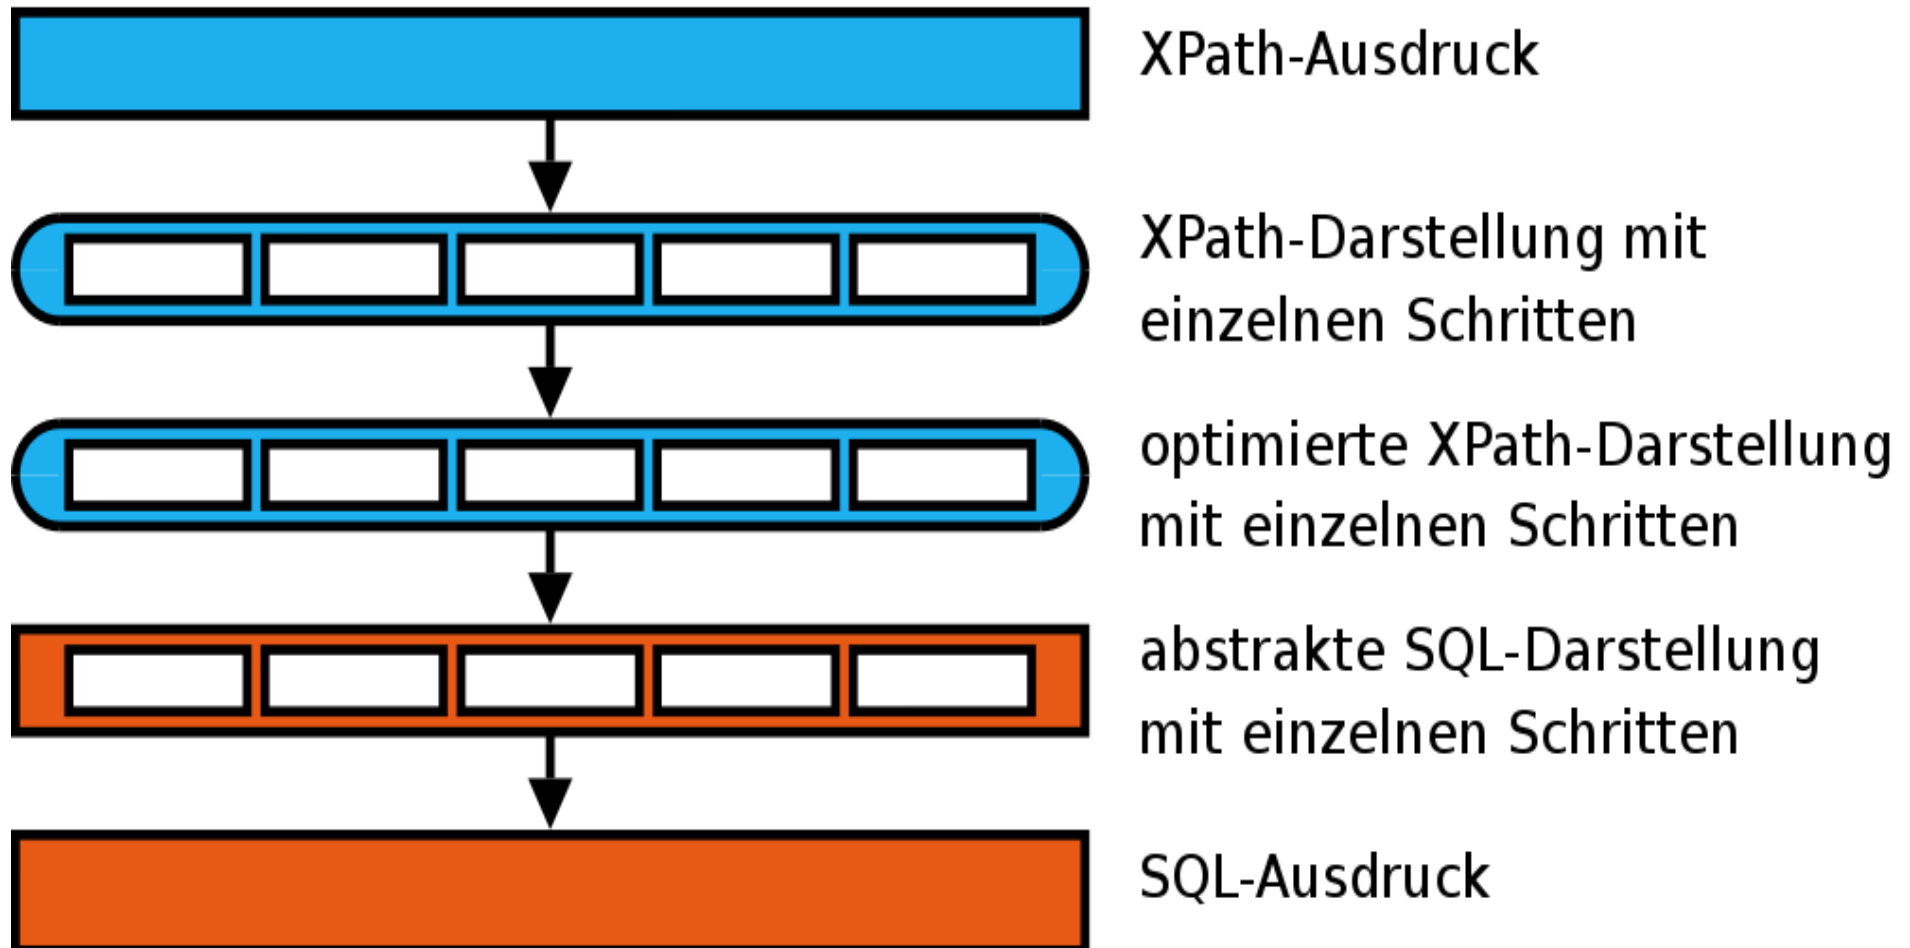 XPath-Ausdruck
XPath-Darstellung mit
einzelnen Schritten
optimierte XPath-Darstellung
mit einzelnen Schritten
abstrakte SQL-Darstellung
mit einzelnen Schritten
SQL-Ausdruck